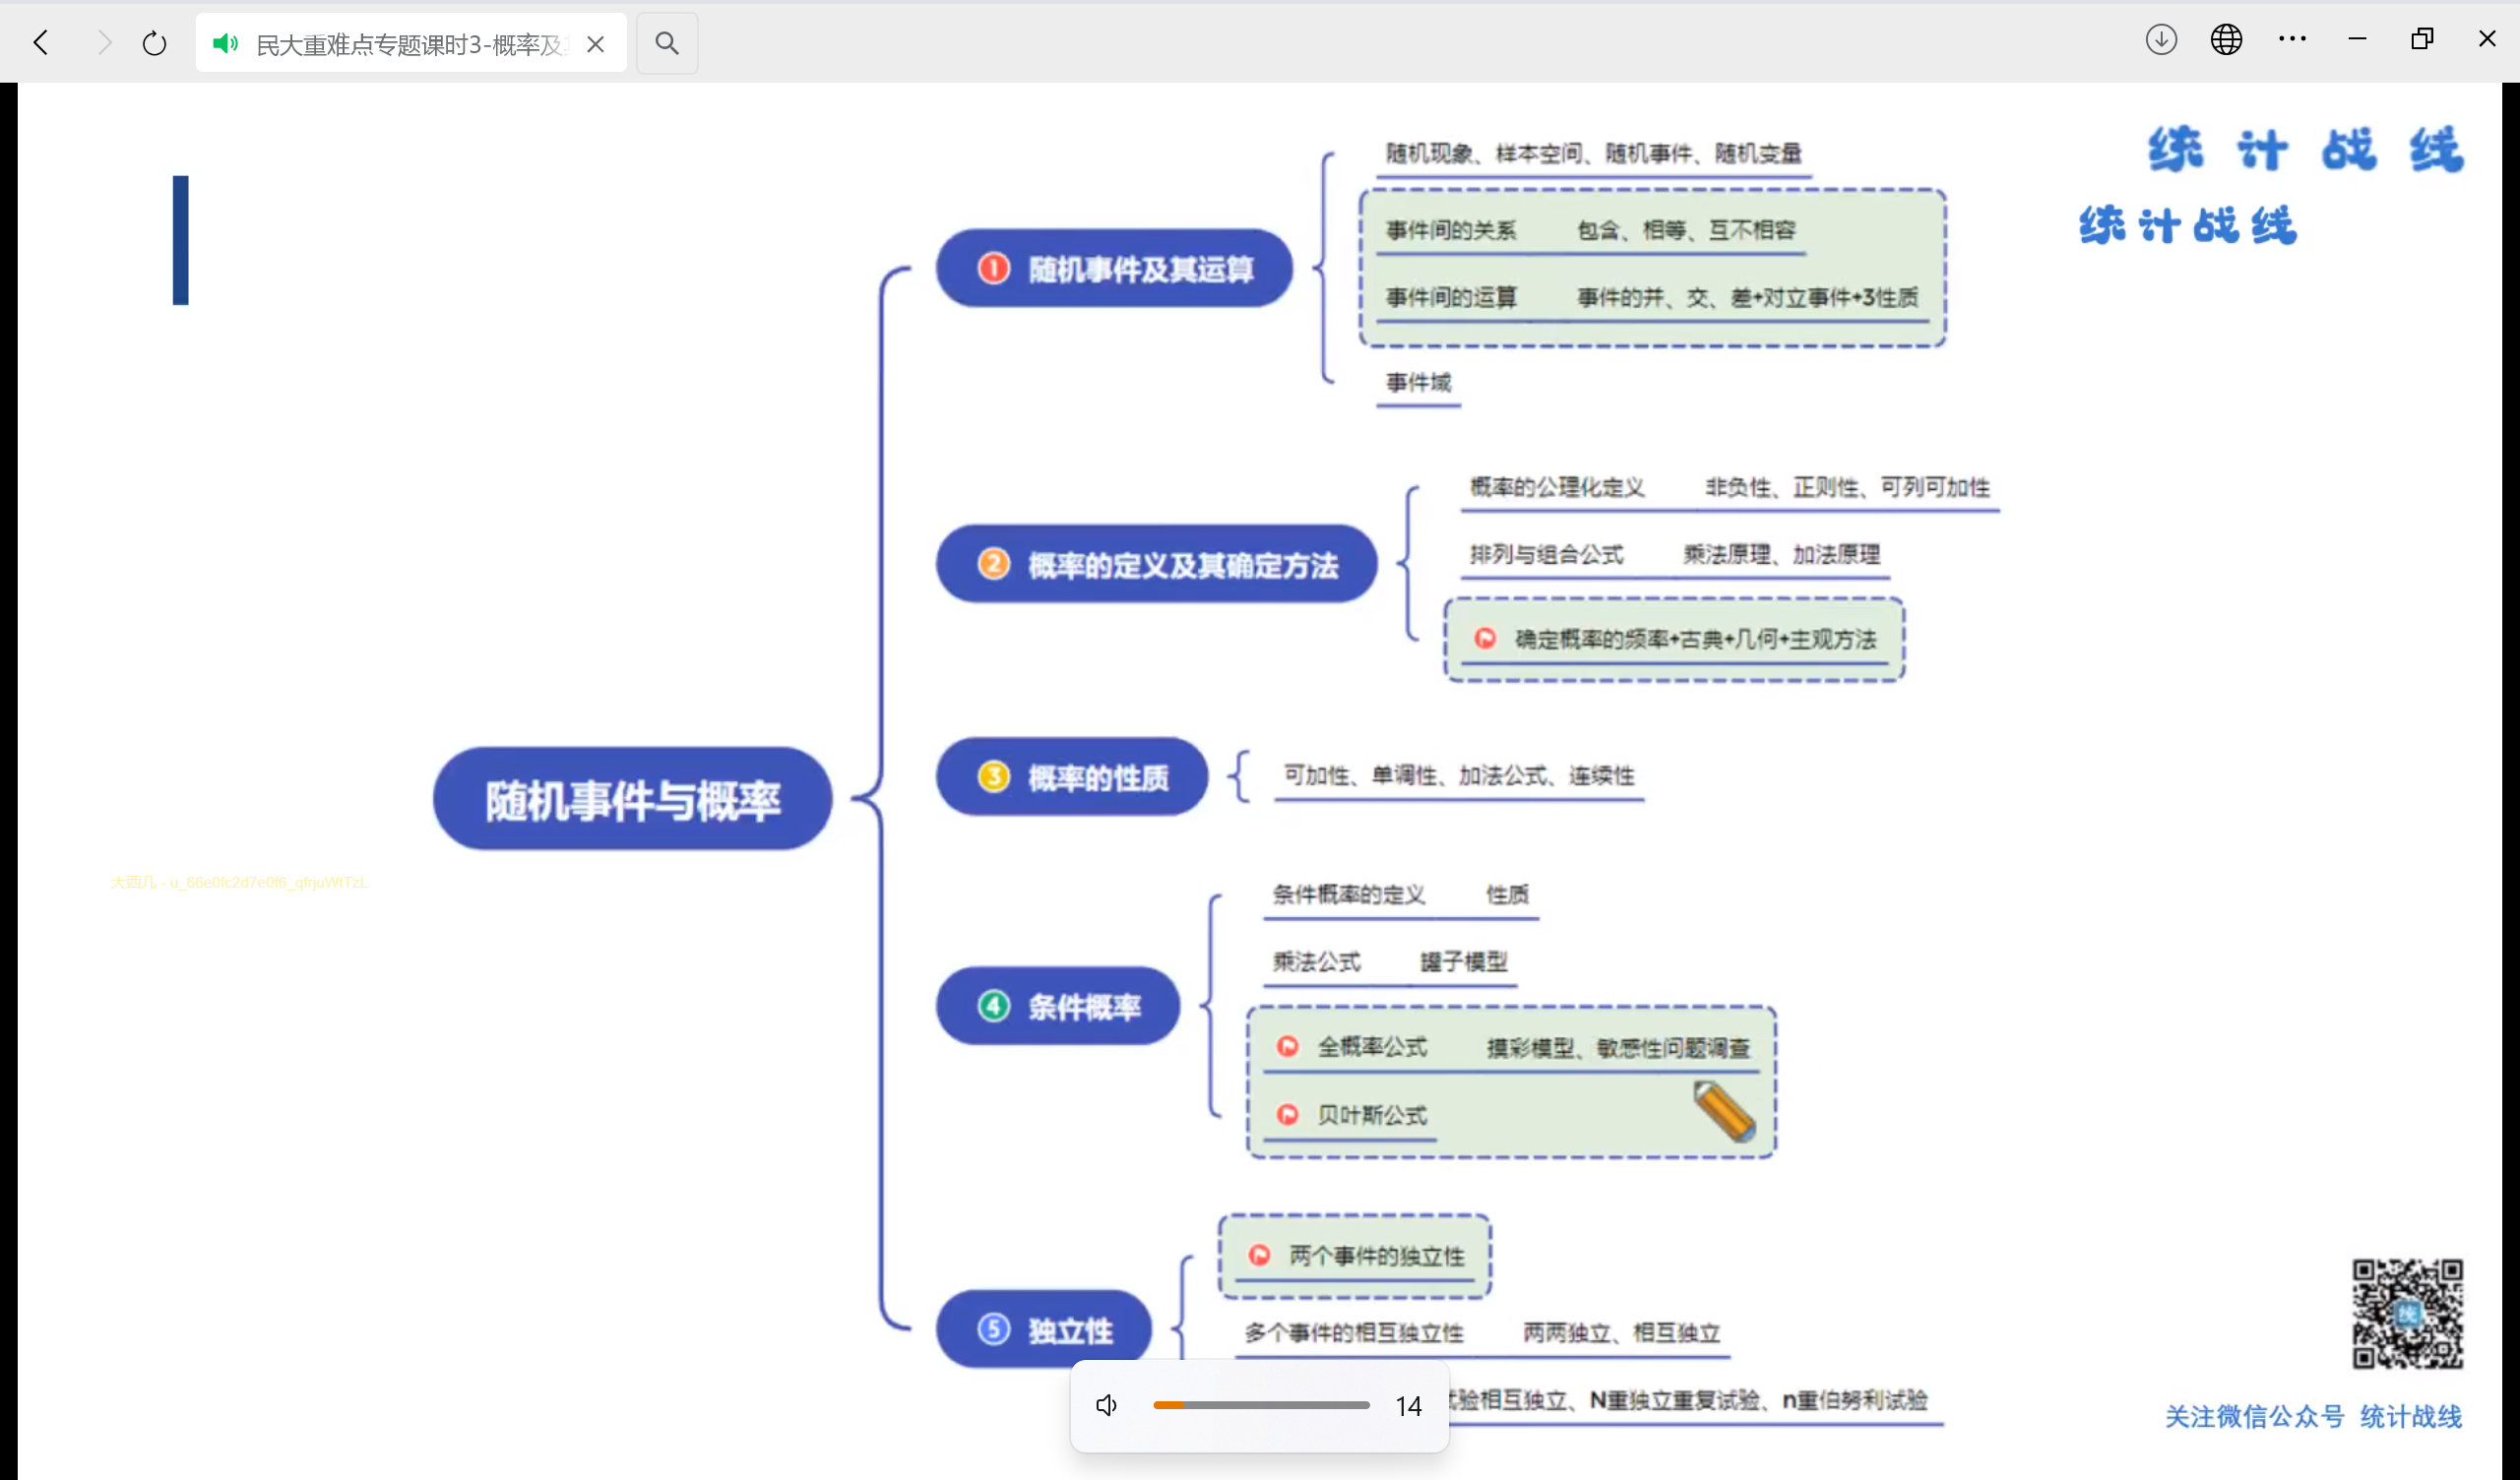 民大重难点专题课时3-概率及
统计战线
统计战线
随机事件与概率
1 随机事件及其运算
随机现象、样本空间、随机事件、随机变量
事件间的关系 包含、相等、互不相容
事件间的运算 事件的并、交、差+对立事件+3性质
事件域
2 概率的定义及其确定方法
概率的公理化定义 非负性、正则性、可列可加性
排列与组合公式 乘法原理、加法原理
确定概率的频率+古典+几何+主观方法
3 概率的性质
可加性、单调性、加法公式、连续性
4 条件概率
条件概率的定义 性质
乘法公式 罐子模型
全概率公式 摸彩模型、敏感性问题调查
贝叶斯公式
5 独立性
两个事件的独立性
多个事件的相互独立性 两两独立、相互独立
验相互独立、N重独立重复试验、n重伯努利试验
大西几 - u_66e0fc2d7e0f6_qfrjuWtTzL
14
关注微信公众号 统计战线